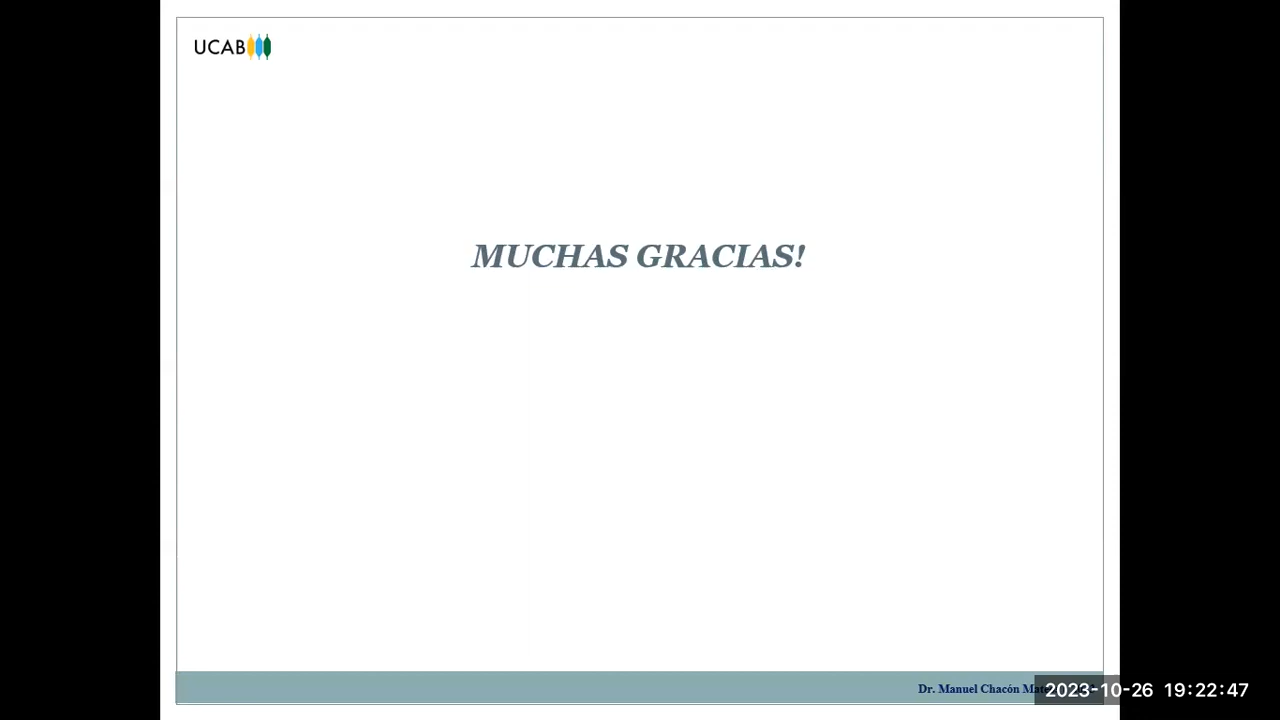 UCAB
MUCHAS GRACIAS!
Dr. Manuel Chacón
2023-10-26 19:22:47